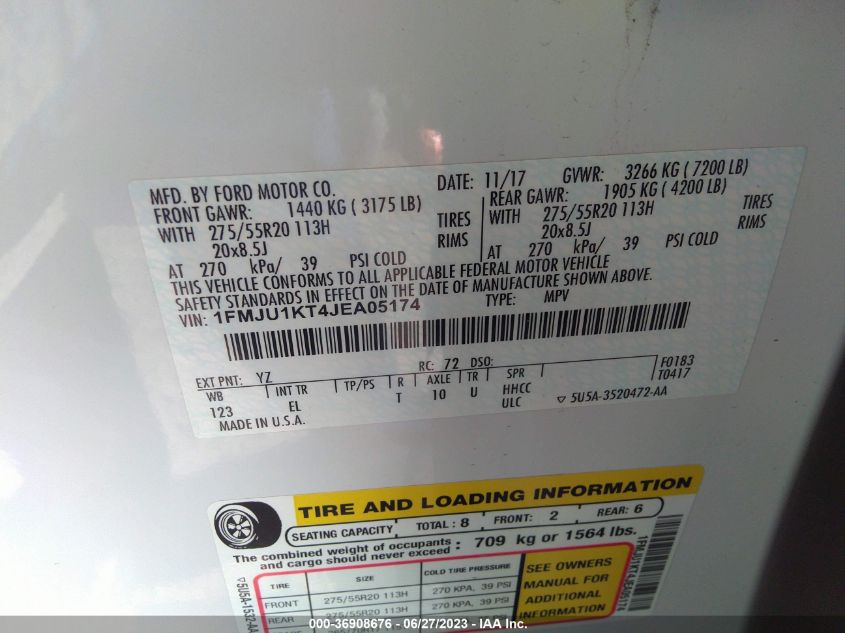 MFD. BY FORD MOTOR CO.
DATE: 11/17 GVWR: 3266 KG ( 7200 LB)
FRONT GAWR: 1440 KG ( 3175 LB)
REAR GAWR: 1905 KG ( 4200 LB)
WITH 275/55R20 113H TIRES
WITH 275/55R20 113H TIRES
20x8.5J RIMS
20x8.5J RIMS
AT 270 kPa/ 39 PSI COLD
AT 270 kPa/ 39 PSI COLD
THIS VEHICLE CONFORMS TO ALL APPLICABLE FEDERAL MOTOR VEHICLE
SAFETY STANDARDS IN EFFECT ON THE DATE OF MANUFACTURE SHOWN ABOVE.
VIN: 1FMJU1KT4JEA05174 TYPE: MPV
EXT PNT: YZ RC: 72 DSO: F0183
WB INT TR TP/PS R AXLE TR SPR T0417
123 EL T 10 U HHCC
ULC
MADE IN U.S.A.
5U5A-3520472-AA
TIRE AND LOADING INFORMATION
SEATING CAPACITY TOTAL : 8 FRONT: 2 REAR: 6
The combined weight of occupants
and cargo should never exceed : 709 kg or 1564 lbs.
TIRE SIZE COLD TIRE PRESSURE
FRONT 275/55R20 113H 270 KPA, 39 PSI
REAR 275/55R20 113H 270 KPA, 39 PSI
SEE OWNERS
MANUAL FOR
ADDITIONAL
INFORMATION
5U5A-1532-AA
1FMJU1KT4JEA05174
000-36908676 - 06/27/2023 - IAA Inc.